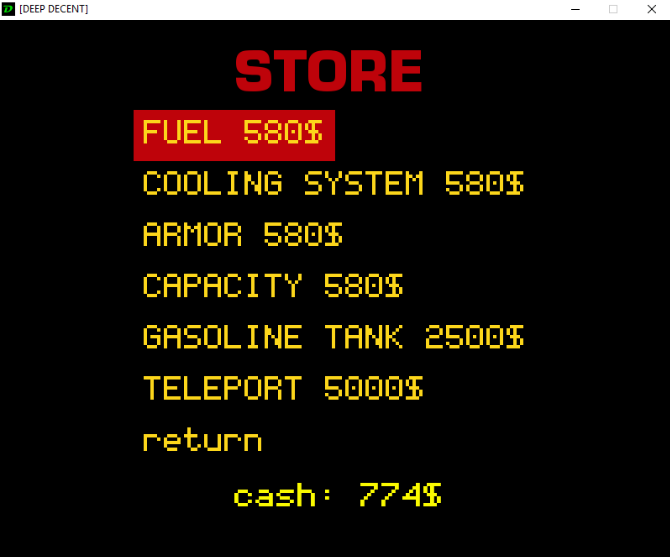 [DEEP DECENT]
STORE
FUEL 580$
COOLING SYSTEM 580$
ARMOR 580$
CAPACITY 580$
GASOLINE TANK 2500$
TELEPORT 5000$
return
cash: 774$